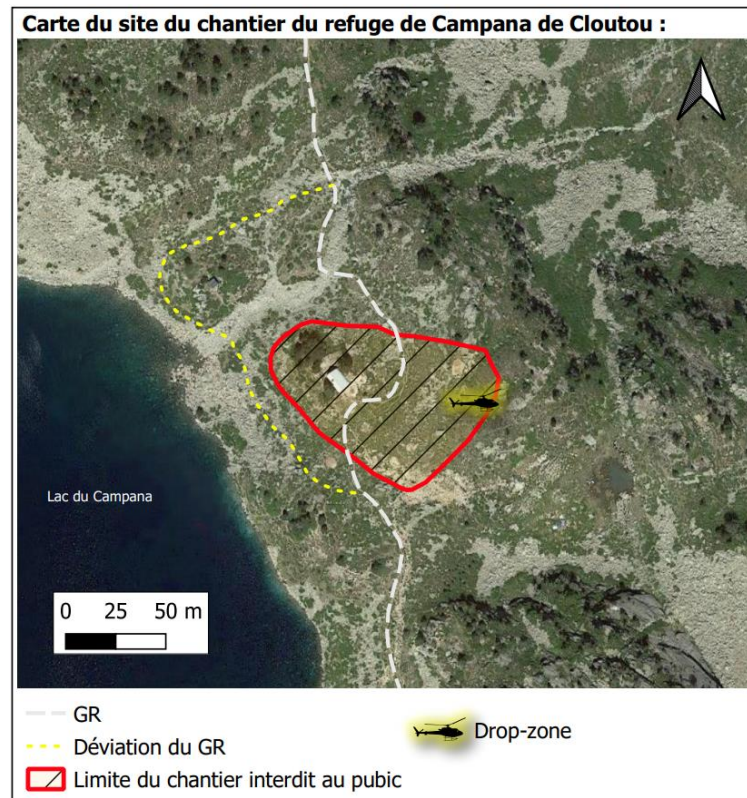 Carte du site du chantier du refuge de Campana de Cloutou :
Lac du Campana
0 25 50 m
GR
Déviation du GR
Drop-zone
Limite du chantier interdit au pubic